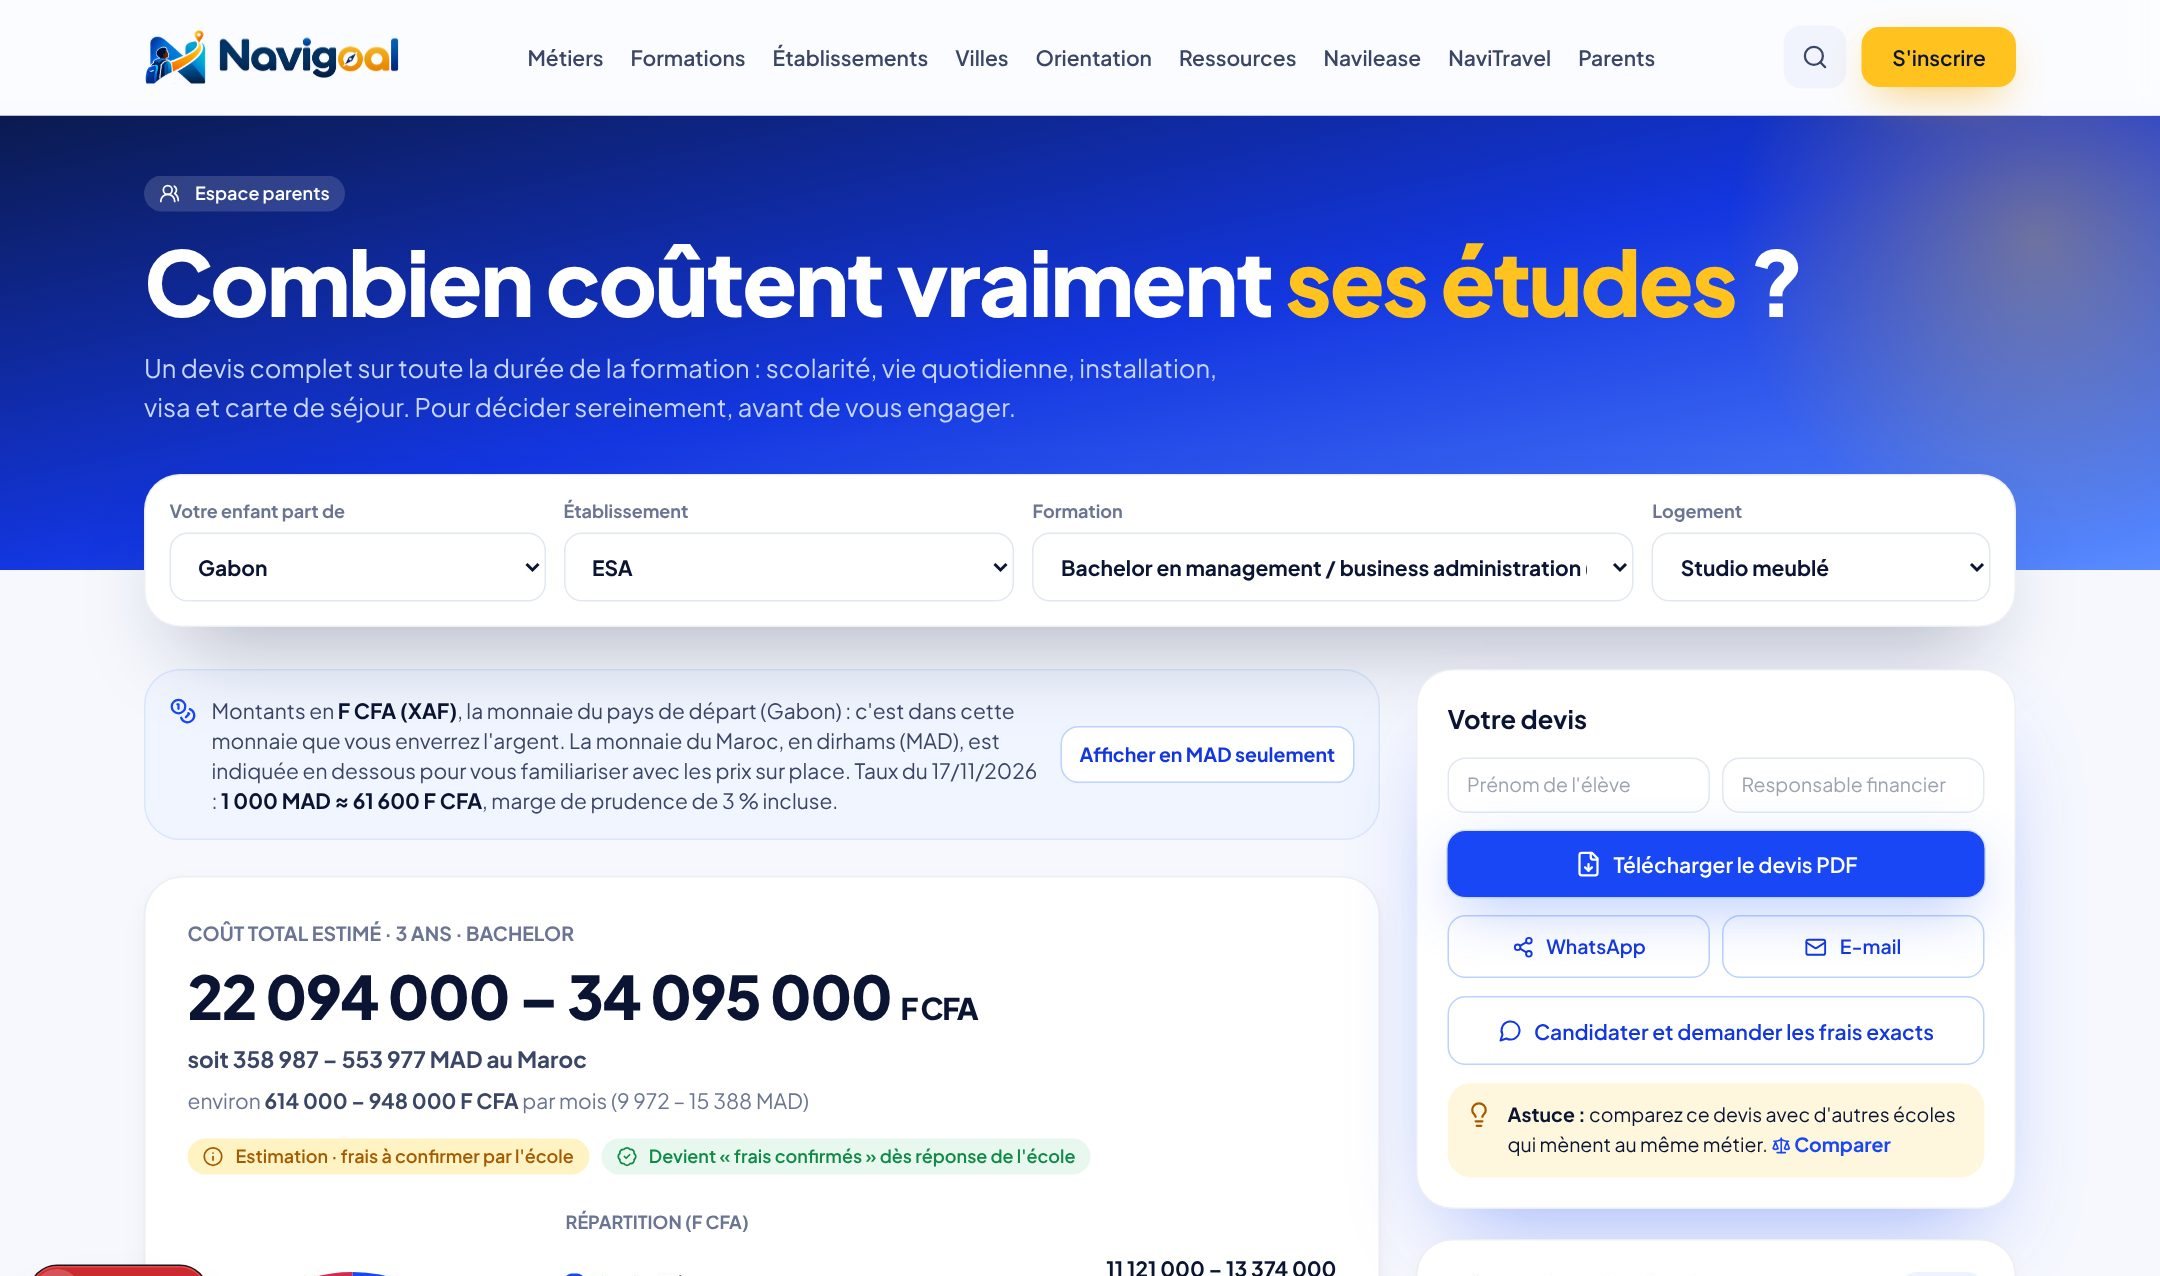 Navigoal
Métiers Formations Établissements Villes Orientation Ressources Navilease NaviTravel Parents
S'inscrire
Espace parents
Combien coûtent vraiment ses études ?
Un devis complet sur toute la durée de la formation : scolarité, vie quotidienne, installation,
visa et carte de séjour. Pour décider sereinement, avant de vous engager.
Votre enfant part de
Gabon
Établissement
ESA
Formation
Bachelor en management / business administration (
Logement
Studio meublé
Montants en F CFA (XAF), la monnaie du pays de départ (Gabon) : c'est dans cette
monnaie que vous enverrez l'argent. La monnaie du Maroc, en dirhams (MAD), est
indiquée en dessous pour vous familiariser avec les prix sur place. Taux du 17/11/2026
: 1 000 MAD ≈ 61 600 F CFA, marge de prudence de 3 % incluse.
Afficher en MAD seulement
COÛT TOTAL ESTIMÉ · 3 ANS · BACHELOR
22 094 000 – 34 095 000 F CFA
soit 358 987 – 553 977 MAD au Maroc
environ 614 000 – 948 000 F CFA par mois (9 972 – 15 388 MAD)
Estimation · frais à confirmer par l'école
Devient « frais confirmés » dès réponse de l'école
RÉPARTITION (F CFA)
11 121 000 – 13 374 000
Votre devis
Prénom de l'élève
Responsable financier
Télécharger le devis PDF
WhatsApp
E-mail
Candidater et demander les frais exacts
Astuce : comparez ce devis avec d'autres écoles
qui mènent au même métier. Comparer